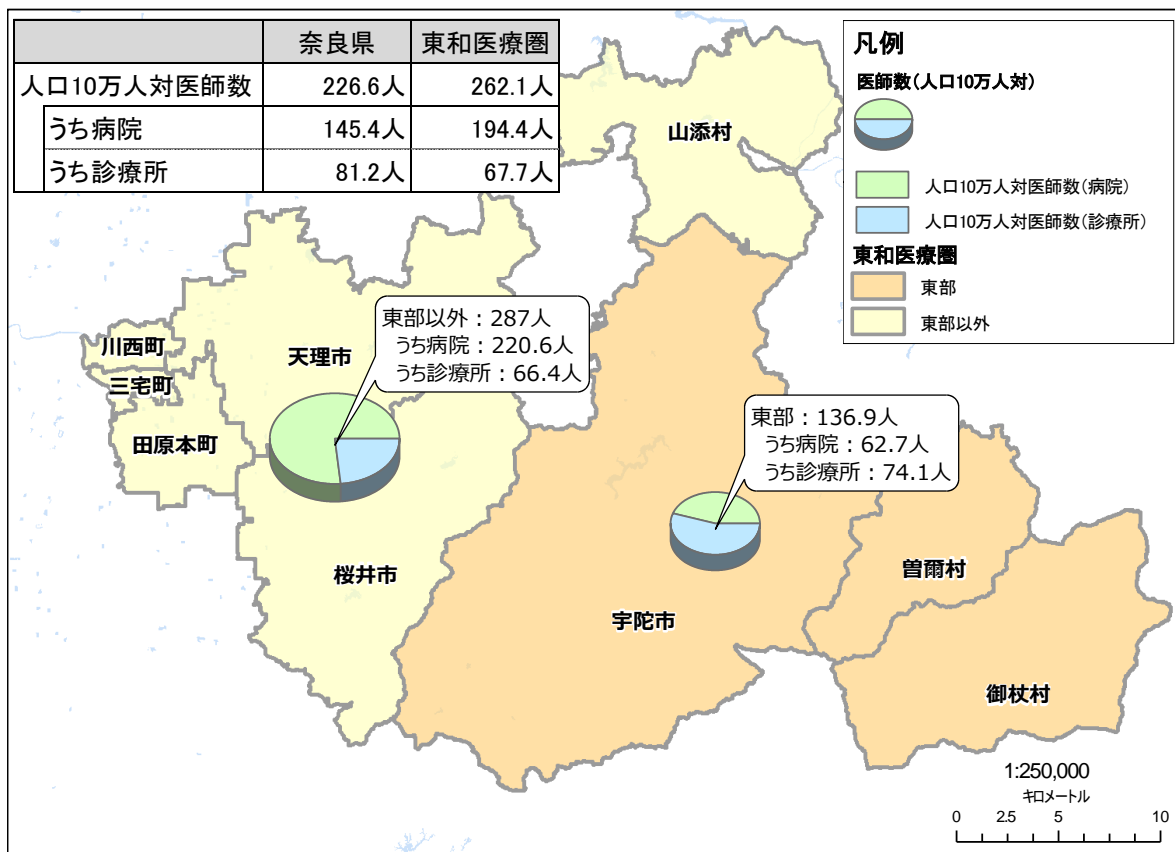 奈良県 東和医療圏
人口10万人対医師数 226.6人 262.1人
うち病院 145.4人 194.4人
うち診療所 81.2人 67.7人
凡例
医師数(人口10万人対)
人口10万人対医師数(病院)
人口10万人対医師数(診療所)
東和医療圏
東部
東部以外
山添村
東部以外：287人
うち病院：220.6人
うち診療所：66.4人
川西町
天理市
三宅町
田原本町
東部：136.9人
うち病院：62.7人
うち診療所：74.1人
桜井市
宇陀市
曽爾村
御杖村
1:250,000
キロメートル
0 2.5 5 10